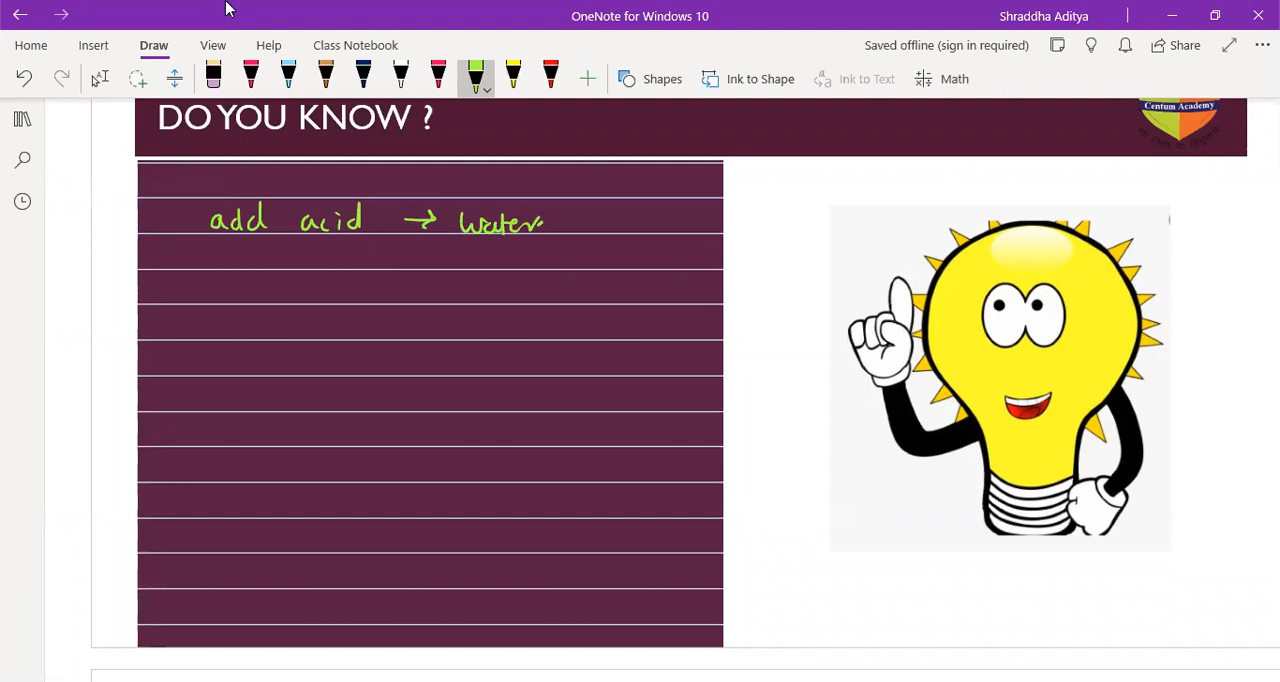 OneNote for Windows 10
Shraddha Aditya
Home Insert Draw View Help Class Notebook
Saved offline (sign in required) Share
Shapes Ink to Shape Ink to Text Math
DO YOU KNOW ?
Centum Academy
add acid → water